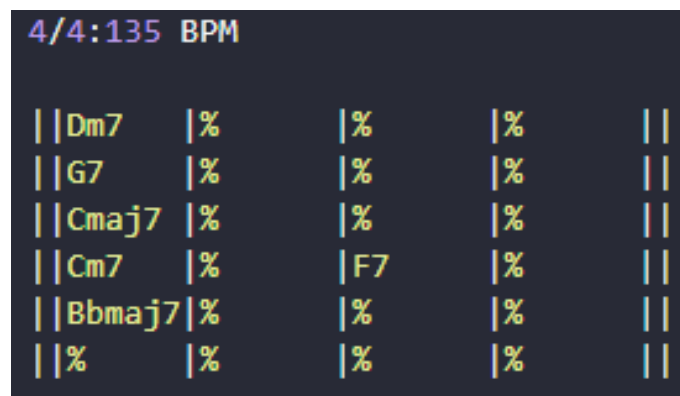 4/4:135 BPM
||Dm7    |%       |%       |%       ||
||G7     |%       |%       |%       ||
||Cmaj7  |%       |%       |%       ||
||Cm7    |%       |F7      |%       ||
||Bbmaj7|%       |%       |%       ||
||%      |%       |%       |%       ||